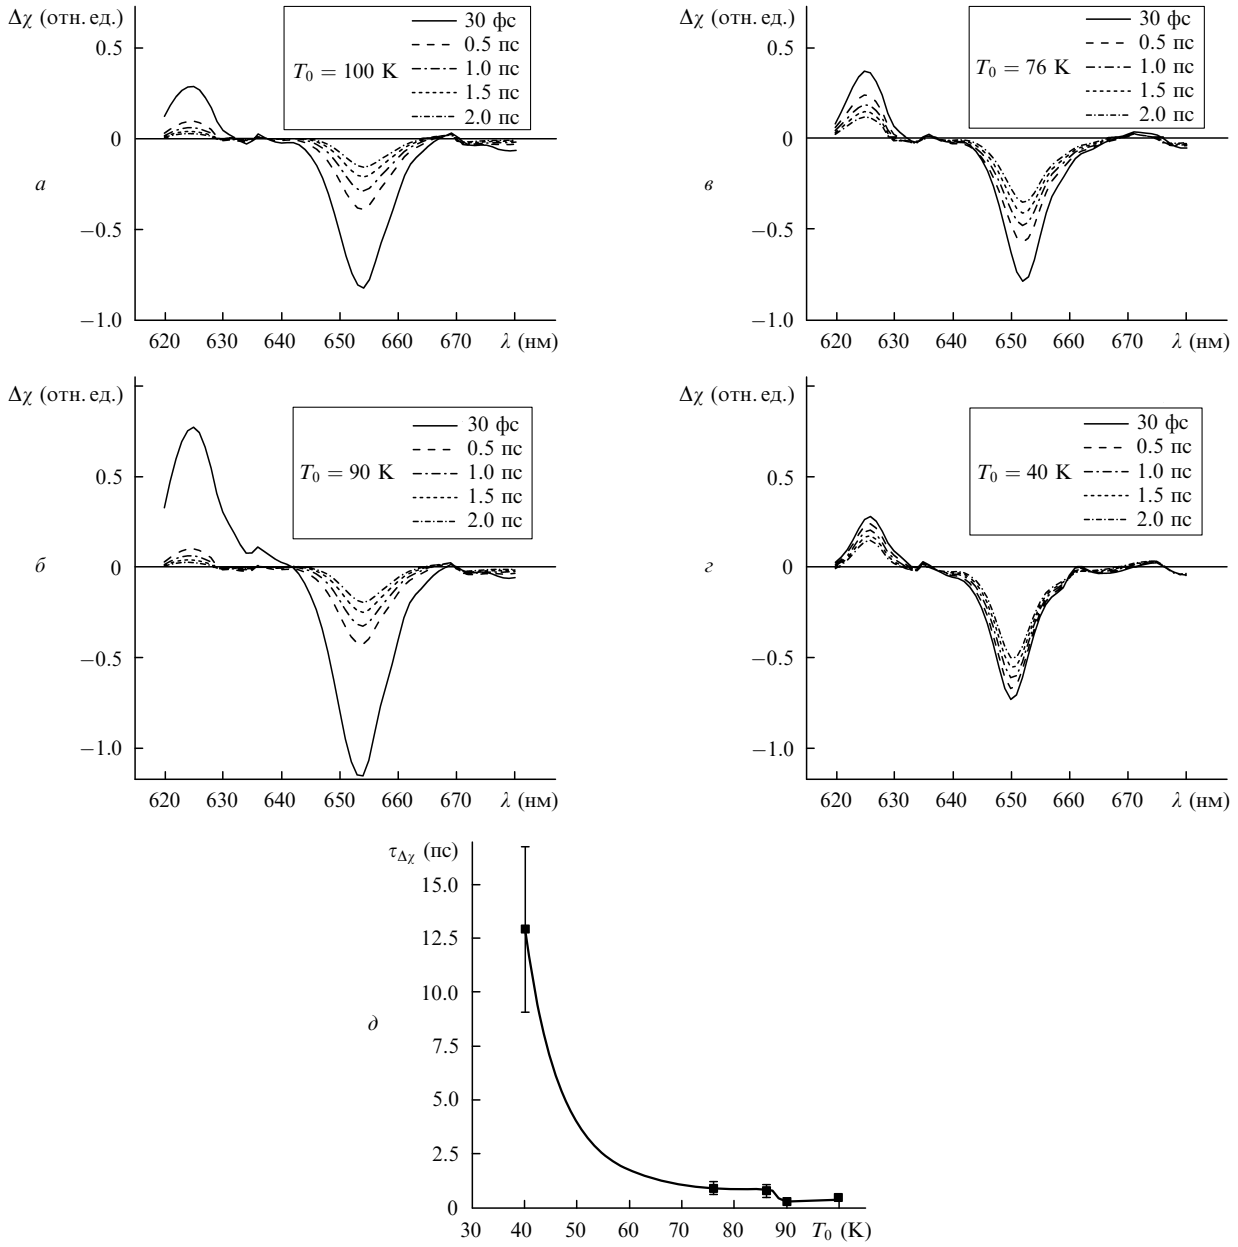 Δχ (отн. ед.)
0.5
0
−0.5
−1.0
T₀ = 100 K
30 фс
0.5 пс
1.0 пс
1.5 пс
2.0 пс
а
620 630 640 650 660 670 λ (нм)
Δχ (отн. ед.)
0.5
0
−0.5
−1.0
T₀ = 76 K
30 фс
0.5 пс
1.0 пс
1.5 пс
2.0 пс
в
620 630 640 650 660 670 λ (нм)
Δχ (отн. ед.)
0.5
0
−0.5
−1.0
T₀ = 90 K
30 фс
0.5 пс
1.0 пс
1.5 пс
2.0 пс
б
620 630 640 650 660 670 λ (нм)
Δχ (отн. ед.)
0.5
0
−0.5
−1.0
T₀ = 40 K
30 фс
0.5 пс
1.0 пс
1.5 пс
2.0 пс
г
620 630 640 650 660 670 λ (нм)
τΔχ (пс)
15.0
12.5
10.0
7.5
5.0
2.5
0
д
30 40 50 60 70 80 90 T₀ (K)